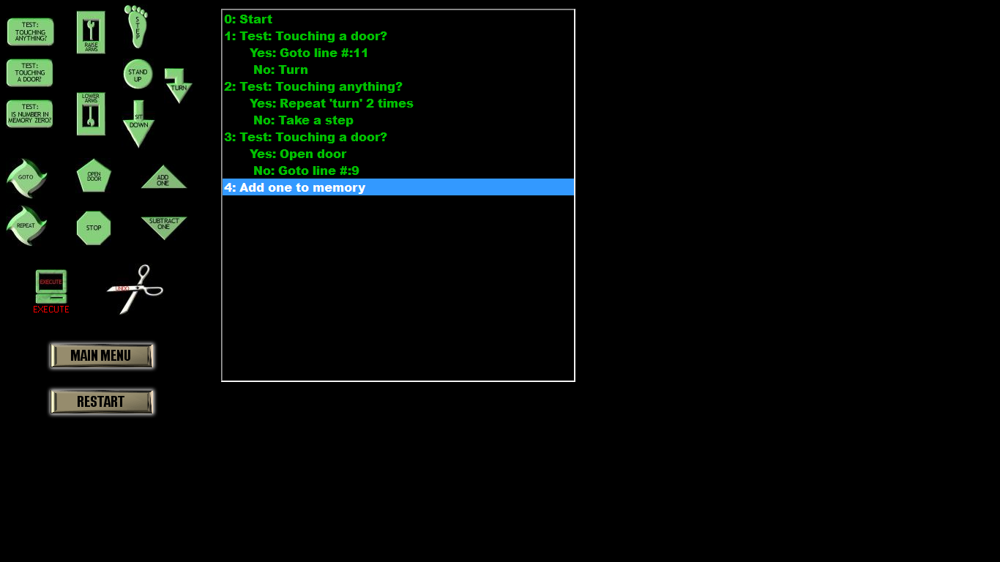 TEST:
TOUCHING
ANYTHING?
RAISE
ARMS
S
T
E
P
TEST:
TOUCHING
A DOOR?
STAND
UP
TURN
TEST:
IS NUMBER IN
MEMORY ZERO?
LOWER
ARMS
SIT
DOWN
GOTO
OPEN
DOOR
ADD
ONE
REPEAT
STOP
SUBTRACT
ONE
EXECUTE
EXECUTE
UNDO
MAIN MENU
RESTART
0: Start
1: Test: Touching a door?
Yes: Goto line #:11
No: Turn
2: Test: Touching anything?
Yes: Repeat 'turn' 2 times
No: Take a step
3: Test: Touching a door?
Yes: Open door
No: Goto line #:9
4: Add one to memory